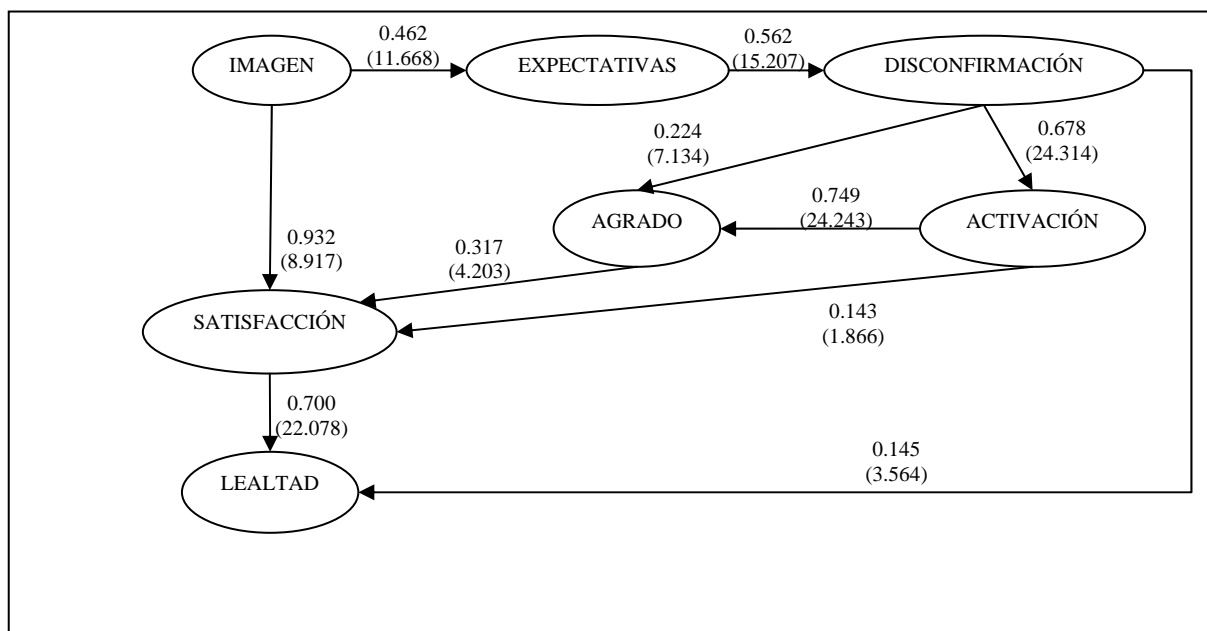 0.462
(11.668)
0.562
(15.207)
IMAGEN
EXPECTATIVAS
DISCONFIRMACIÓN
0.224
(7.134)
0.678
(24.314)
0.749
(24.243)
AGRADO
ACTIVACIÓN
0.932
(8.917)
0.317
(4.203)
SATISFACCIÓN
0.143
(1.866)
0.700
(22.078)
0.145
(3.564)
LEALTAD